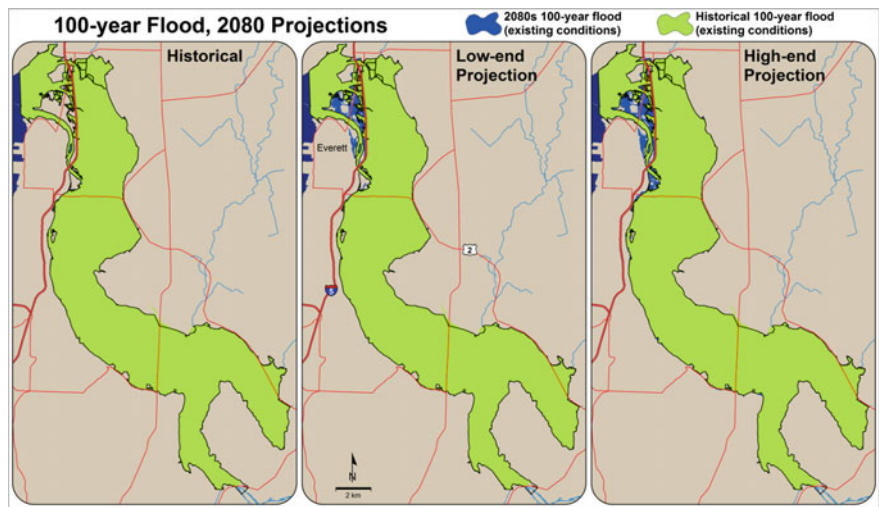 100-year Flood, 2080 Projections
2080s 100-year flood
(existing conditions)
Historical 100-year flood
(existing conditions)
Historical
Low-end
Projection
High-end
Projection
Everett
2
5
N
2 km